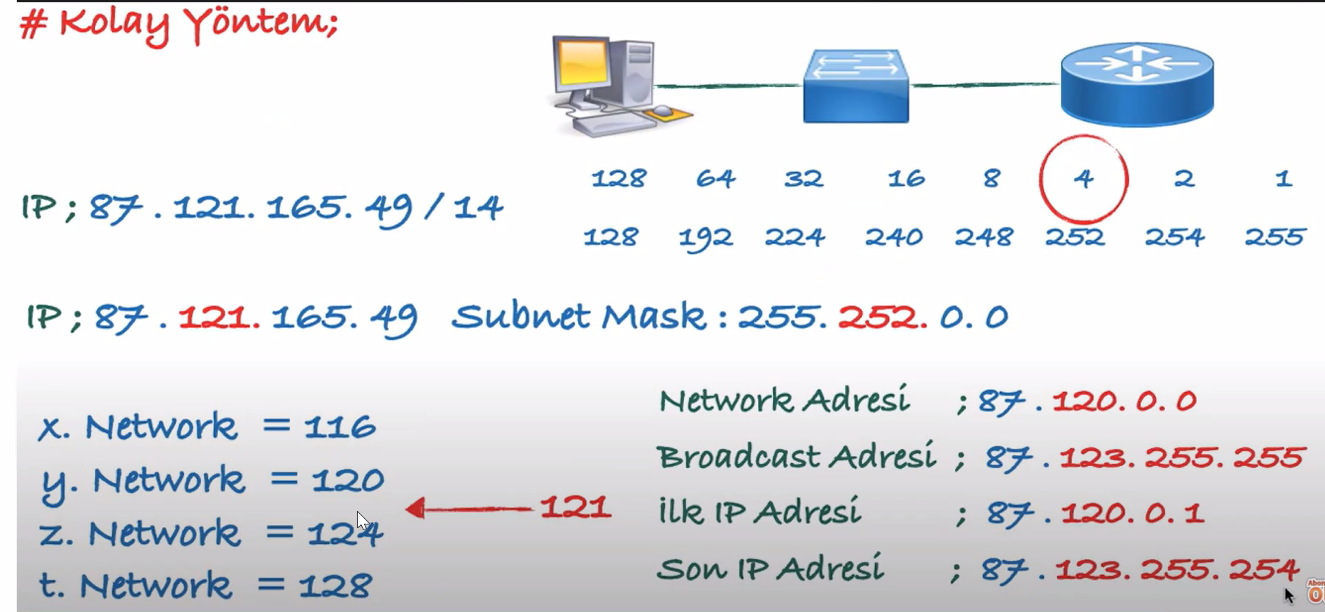 # Kolay Yöntem;
128 64 32 16 8 4 2 1
IP ; 87 . 121. 165. 49 / 14
128 192 224 240 248 252 254 255
IP ; 87 . 121. 165. 49 Subnet Mask : 255. 252. 0. 0
x. Network = 116
y. Network = 120
z. Network = 124
t. Network = 128
121
Network Adresi ; 87 . 120. 0. 0
Broadcast Adresi ; 87 . 123. 255. 255
İlk IP Adresi ; 87 . 120. 0. 1
Son IP Adresi ; 87 . 123. 255. 254
Abon